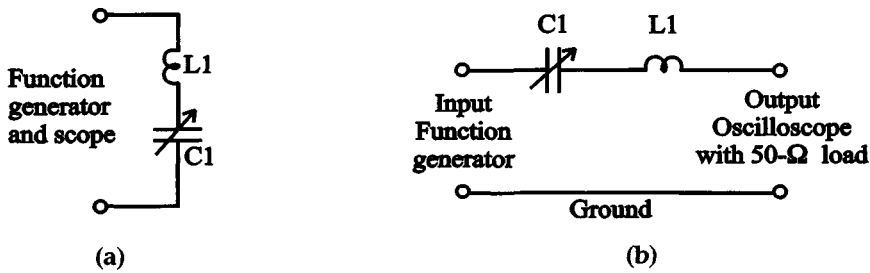 L1
Function
generator
and scope
C1
(a)
C1
L1
Input
Function
generator
Output
Oscilloscope
with 50-Ω load
Ground
(b)